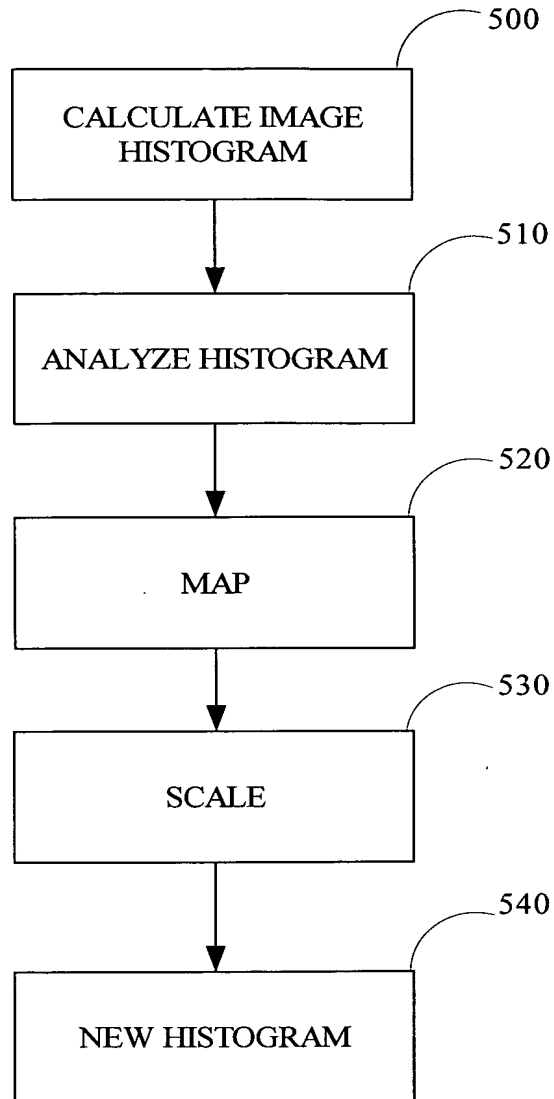 500
CALCULATE IMAGE
HISTOGRAM
510
ANALYZE HISTOGRAM
520
MAP
530
SCALE
540
NEW HISTOGRAM